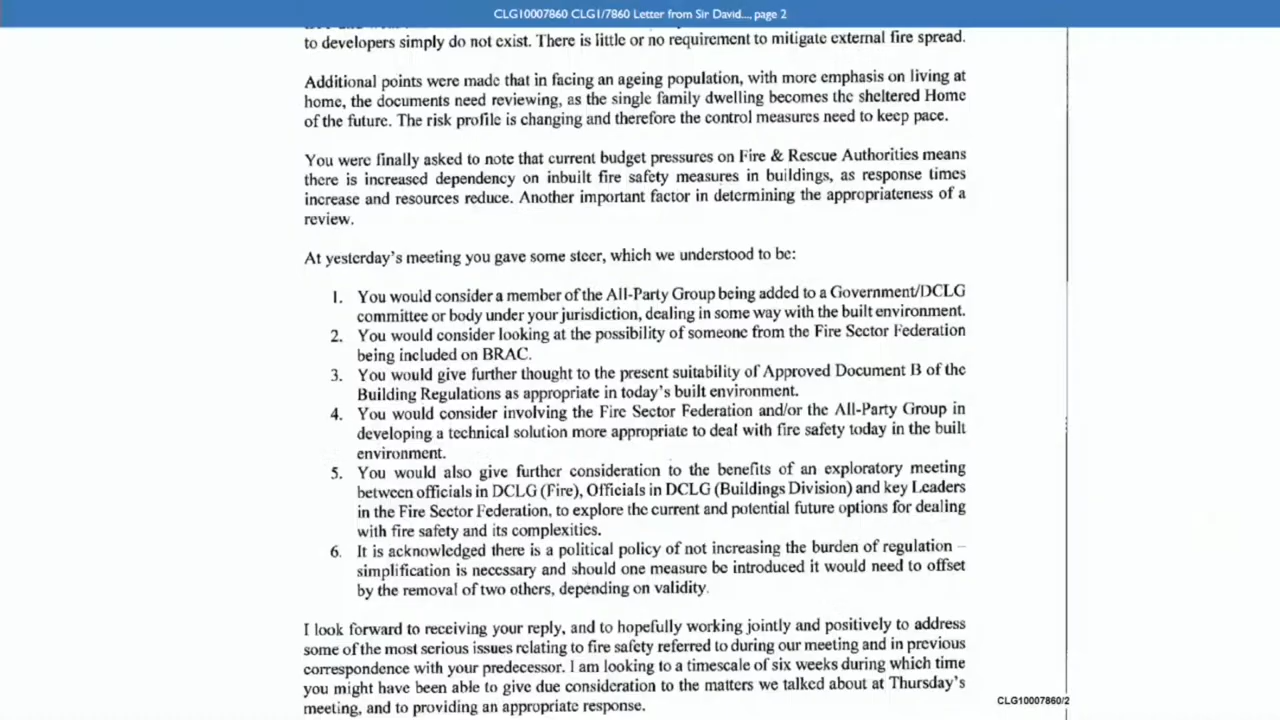 CLG10007860 CLG1/7860 Letter from Sir David..., page 2
to developers simply do not exist. There is little or no requirement to mitigate external fire spread.
Additional points were made that in facing an ageing population, with more emphasis on living at
home, the documents need reviewing, as the single family dwelling becomes the sheltered Home
of the future. The risk profile is changing and therefore the control measures need to keep pace.
You were finally asked to note that current budget pressures on Fire & Rescue Authorities means
there is increased dependency on inbuilt fire safety measures in buildings, as response times
increase and resources reduce. Another important factor in determining the appropriateness of a
review.
At yesterday's meeting you gave some steer, which we understood to be:
1. You would consider a member of the All-Party Group being added to a Government/DCLG
committee or body under your jurisdiction, dealing in some way with the built environment.
2. You would consider looking at the possibility of someone from the Fire Sector Federation
being included on BRAC.
3. You would give further thought to the present suitability of Approved Document B of the
Building Regulations as appropriate in today's built environment.
4. You would consider involving the Fire Sector Federation and/or the All-Party Group in
developing a technical solution more appropriate to deal with fire safety today in the built
environment.
5. You would also give further consideration to the benefits of an exploratory meeting
between officials in DCLG (Fire), Officials in DCLG (Buildings Division) and key Leaders
in the Fire Sector Federation, to explore the current and potential future options for dealing
with fire safety and its complexities.
6. It is acknowledged there is a political policy of not increasing the burden of regulation –
simplification is necessary and should one measure be introduced it would need to offset
by the removal of two others, depending on validity.
I look forward to receiving your reply, and to hopefully working jointly and positively to address
some of the most serious issues relating to fire safety referred to during our meeting and in previous
correspondence with your predecessor. I am looking to a timescale of six weeks during which time
you might have been able to give due consideration to the matters we talked about at Thursday's
meeting, and to providing an appropriate response.
CLG10007860/2